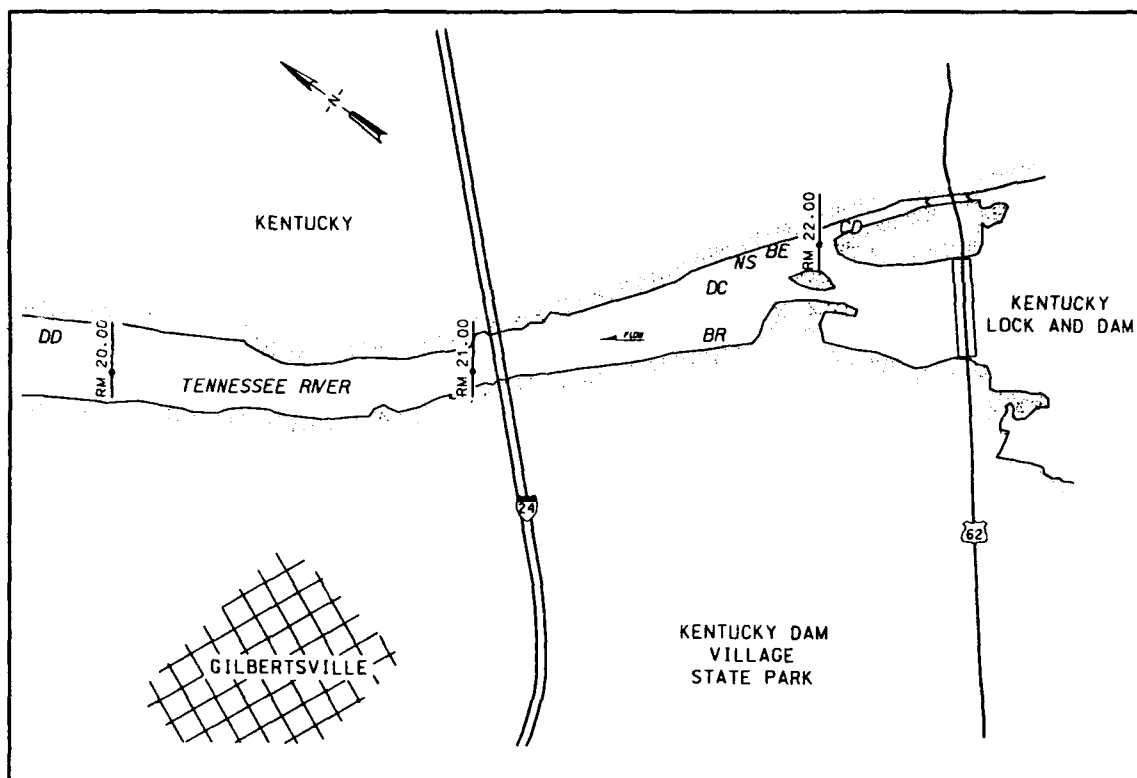 -N-
KENTUCKY
RM 22.00
CD
BE
NS
DC
KENTUCKY
LOCK AND DAM
DD
RM 20.00
RM 21.00
FLOW
BR
TENNESSEE RIVER
24
62
KENTUCKY DAM
VILLAGE
STATE PARK
GILBERTSVILLE